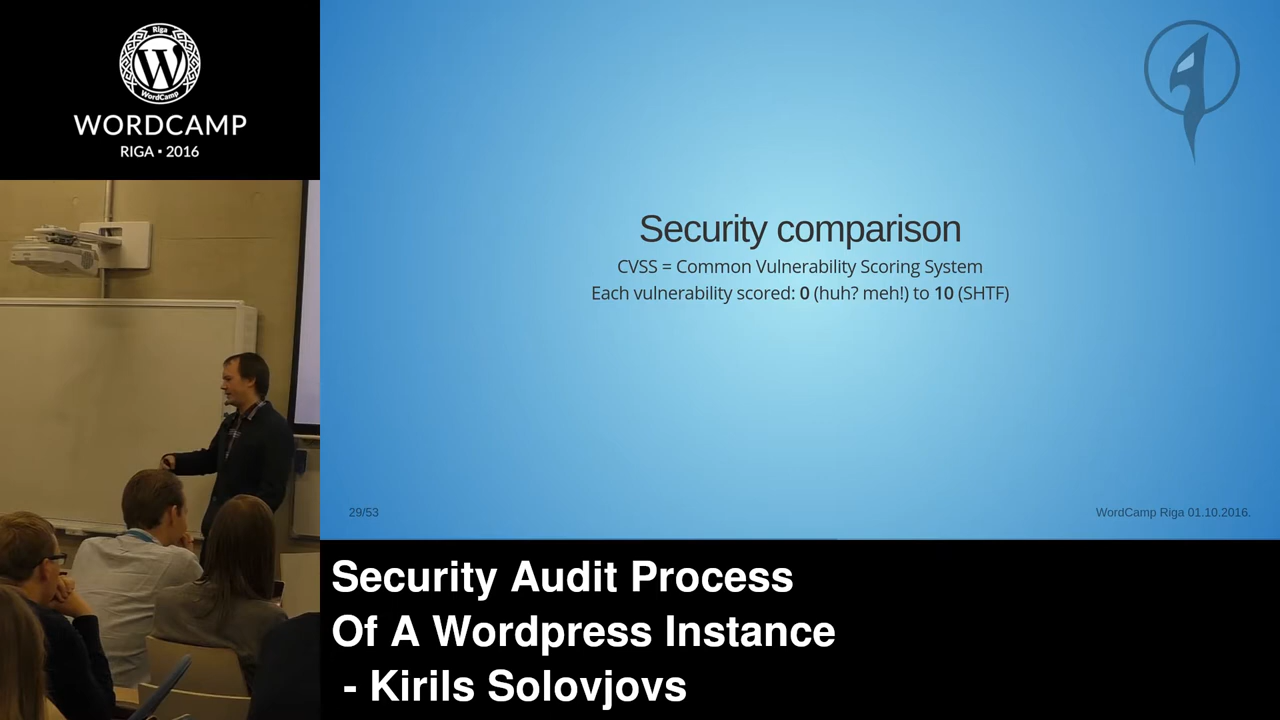 Riga
W
WordCamp
WORDCAMP
RIGA • 2016
Security comparison
CVSS = Common Vulnerability Scoring System
Each vulnerability scored: 0 (huh? meh!) to 10 (SHTF)
29/53
WordCamp Riga 01.10.2016.
Security Audit Process
Of A Wordpress Instance
- Kirils Solovjovs